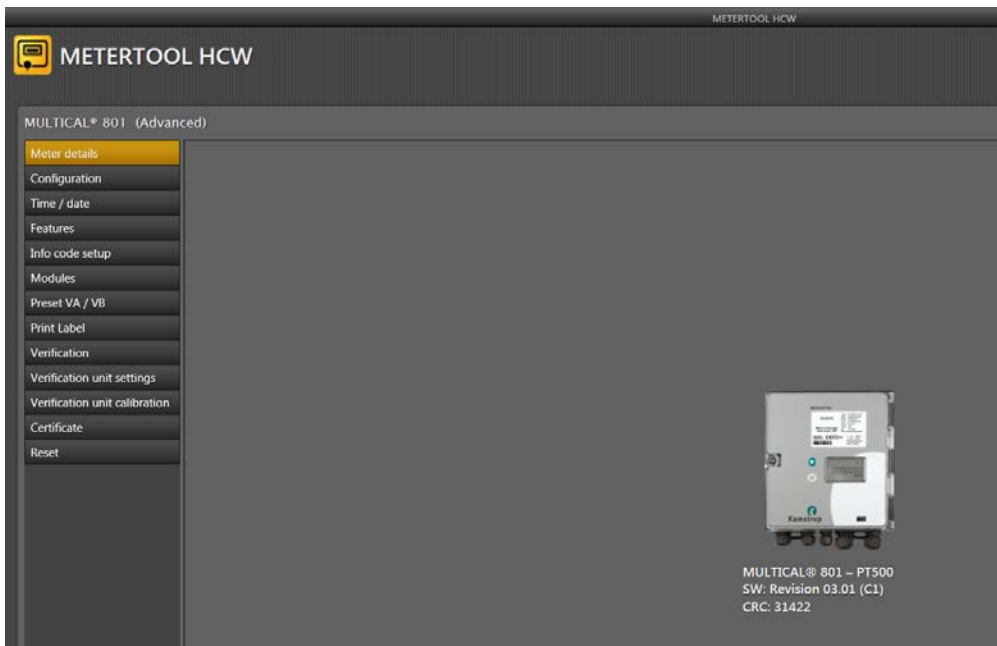 METERTOOL HCW
METERTOOL HCW
MULTICAL® 801 (Advanced)
Meter details
Configuration
Time / date
Features
Info code setup
Modules
Preset VA / VB
Print Label
Verification
Verification unit settings
Verification unit calibration
Certificate
Reset
Kamstrup
MULTICAL® 801 – PT500
SW: Revision 03.01 (C1)
CRC: 31422